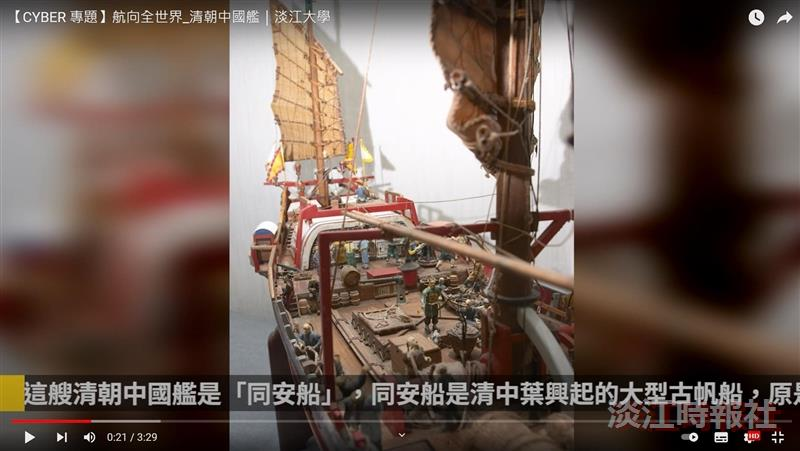 【CYBER 專題】航向全世界_清朝中國艦｜淡江大學
這艘清朝中國艦是「同安船」，同安船是清中葉興起的大型古帆船，原是
淡江時報社
0:21 / 3:29
HD